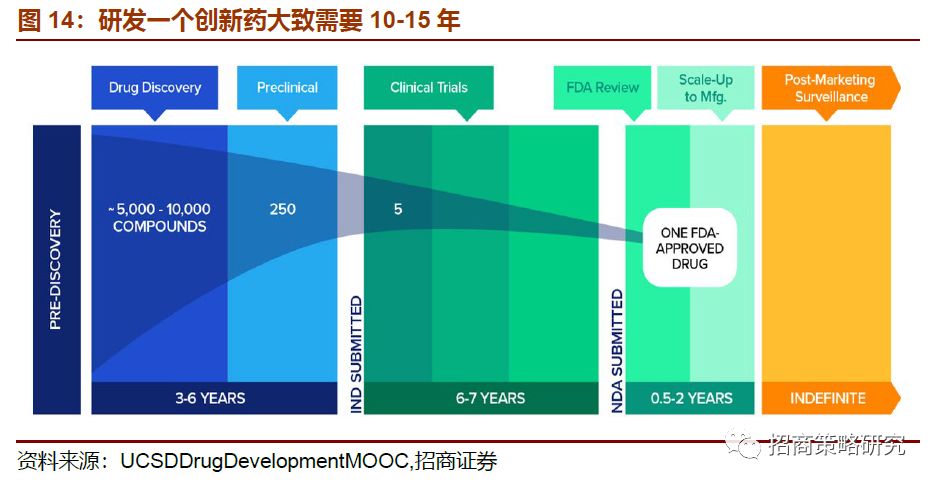 图 14：研发一个创新药大致需要 10-15 年
Drug Discovery
Preclinical
Clinical Trials
FDA Review
Scale-Up
to Mfg.
Post-Marketing
Surveillance
PRE-DISCOVERY
~5,000 - 10,000
COMPOUNDS
250
IND SUBMITTED
5
NDA SUBMITTED
ONE FDA-
APPROVED
DRUG
3-6 YEARS
6-7 YEARS
0.5-2 YEARS
INDEFINITE
资料来源：UCSDDrugDevelopmentMOOC,招商证券
招商策略研究